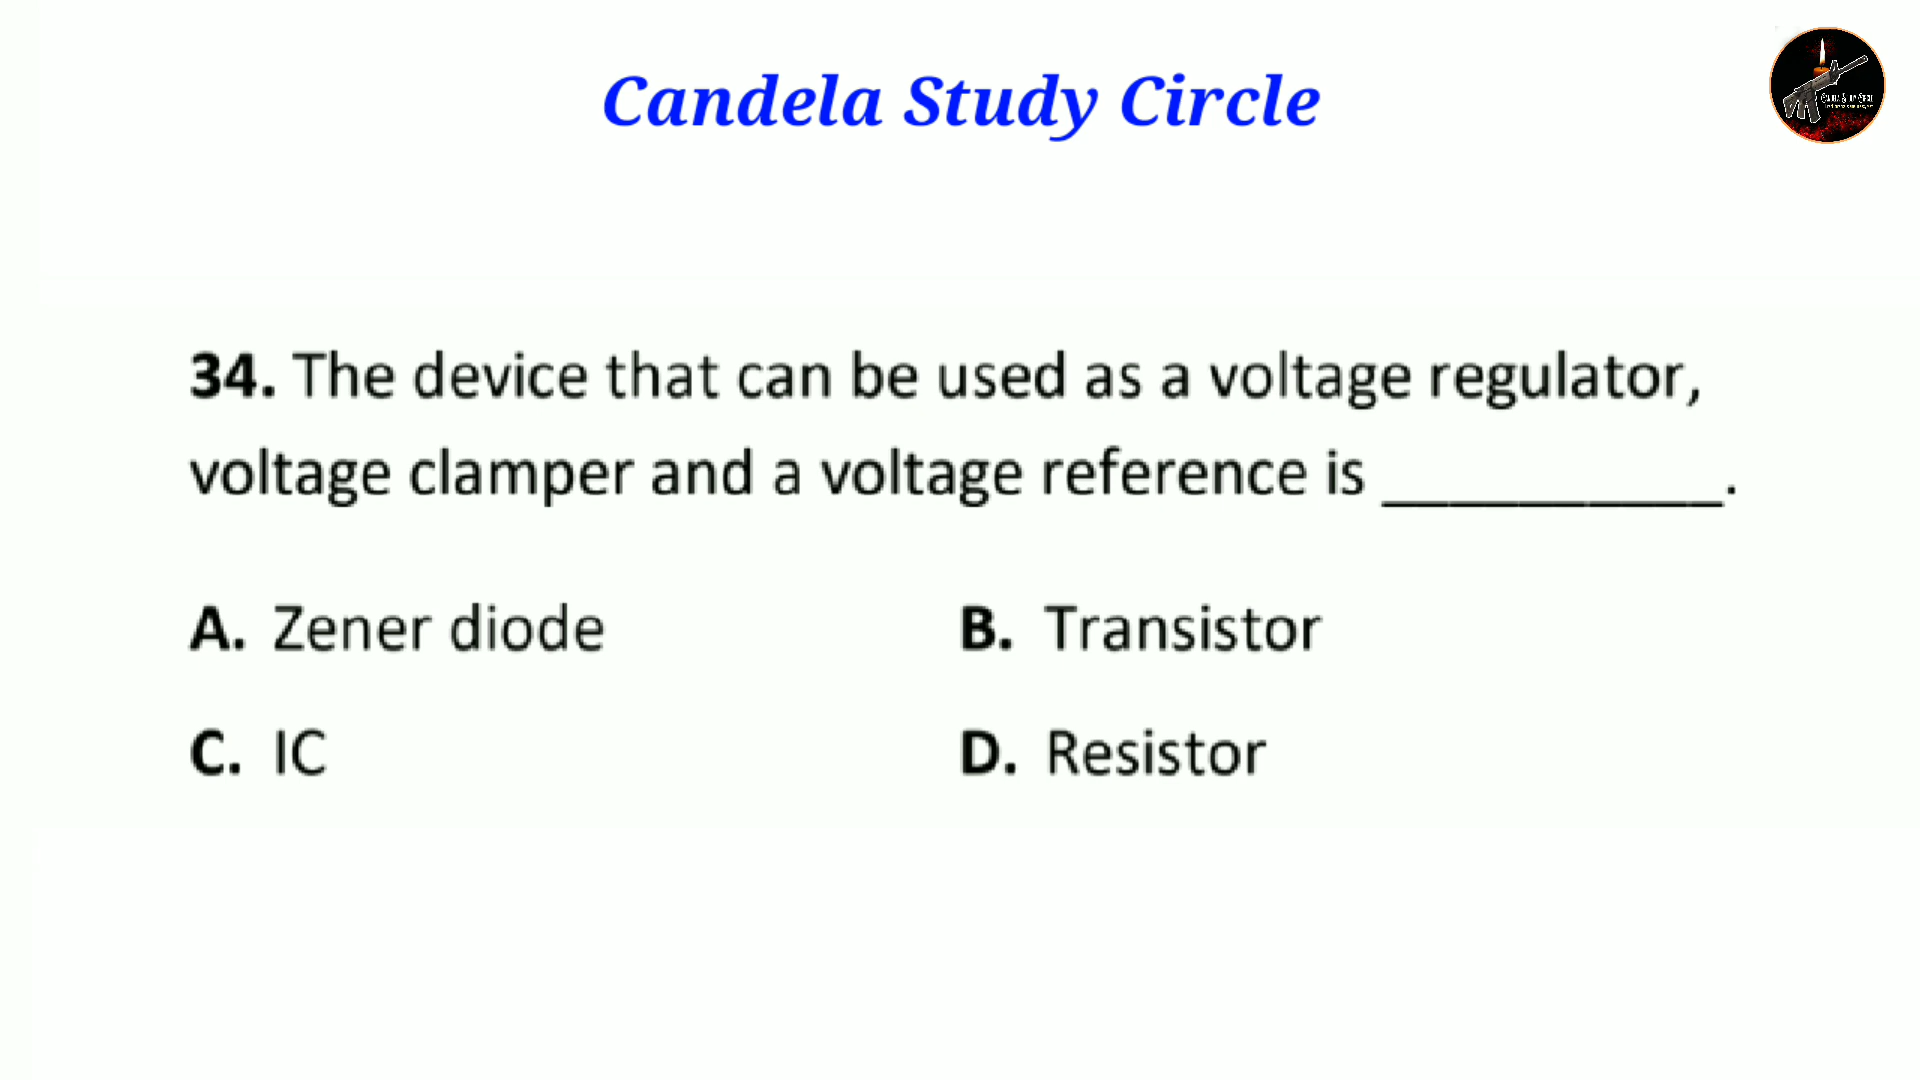 Candela Study Circle
34. The device that can be used as a voltage regulator,
voltage clamper and a voltage reference is __________.
A. Zener diode B. Transistor
C. IC D. Resistor